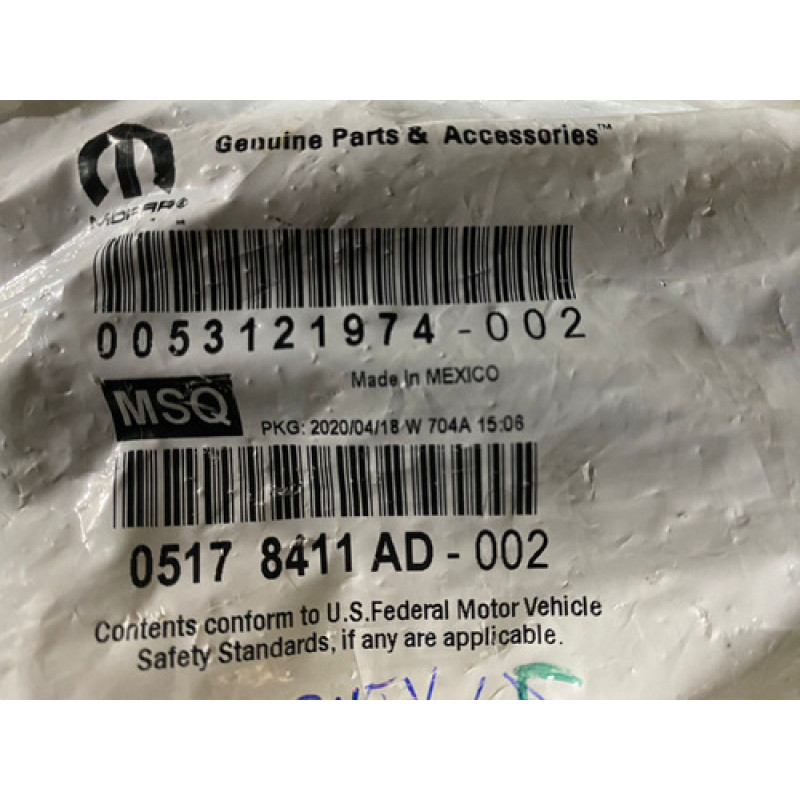 Genuine Parts & Accessories™
MOPAR®
0053121974-002
Made in MEXICO
MSQ
PKG: 2020/04/18 W 704A 15:06
0517 8411 AD - 002
Contents conform to U.S.Federal Motor Vehicle
Safety Standards, if any are applicable.